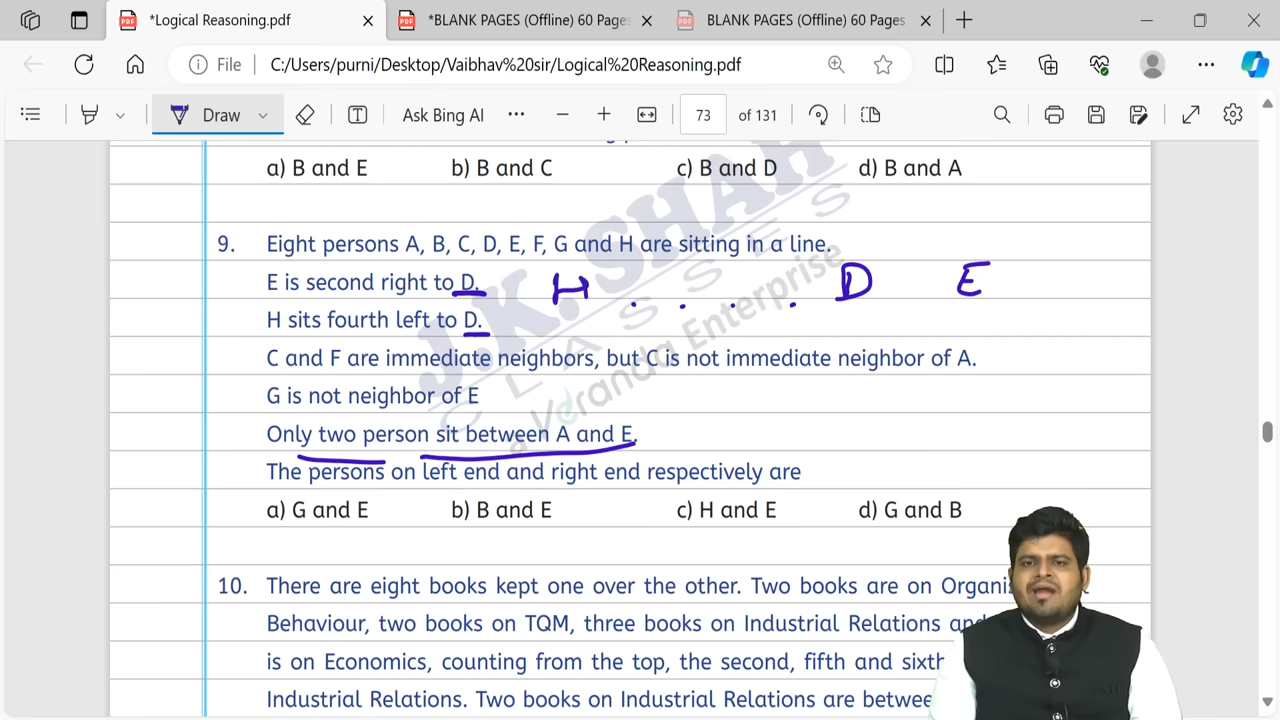 *Logical Reasoning.pdf
*BLANK PAGES (Offline) 60 Pages
BLANK PAGES (Offline) 60 Pages
File
C:/Users/purni/Desktop/Vaibhav%20sir/Logical%20Reasoning.pdf
Draw
Ask Bing AI
73 of 131
a) B and E b) B and C c) B and D d) B and A
9. Eight persons A, B, C, D, E, F, G and H are sitting in a line.
E is second right to D.
H . . . . D E
H sits fourth left to D.
C and F are immediate neighbors, but C is not immediate neighbor of A.
G is not neighbor of E
Only two person sit between A and E.
The persons on left end and right end respectively are
a) G and E b) B and E c) H and E d) G and B
10. There are eight books kept one over the other. Two books are on
Behaviour, two books on TQM, three books on Industrial Relations
is on Economics, counting from the top, the second, fifth and sixth
Industrial Relations. Two books on Industrial Relations are
J.K. SHAH
CLASSES
a Veranda Enterprise